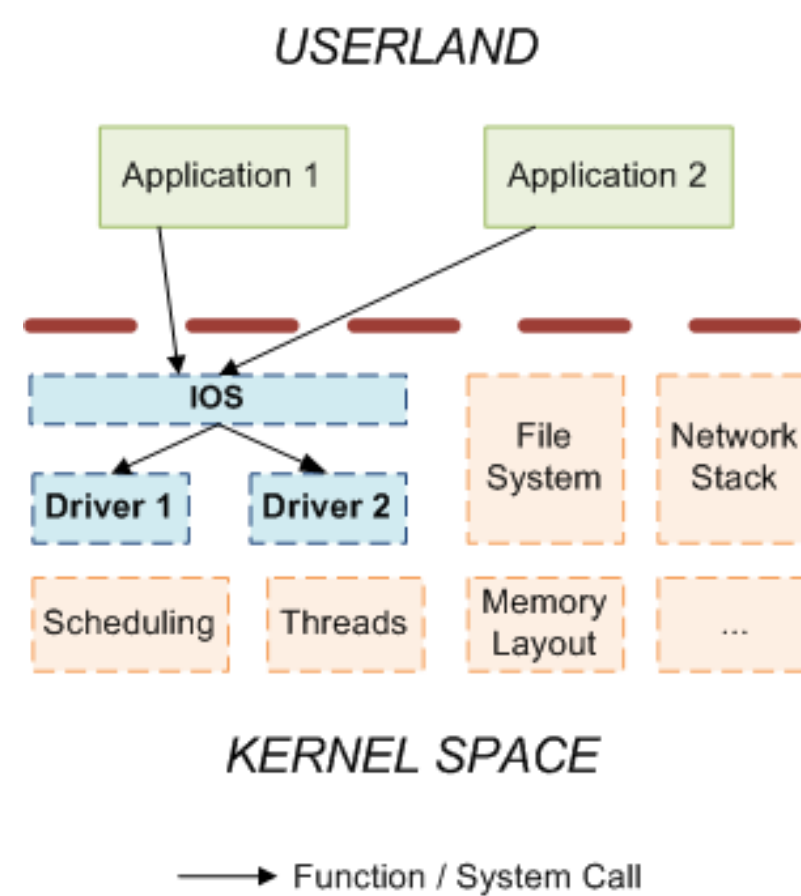 USERLAND
Application 1
Application 2
IOS
File
System
Network
Stack
Driver 1
Driver 2
Scheduling
Threads
Memory
Layout
...
KERNEL SPACE
Function / System Call